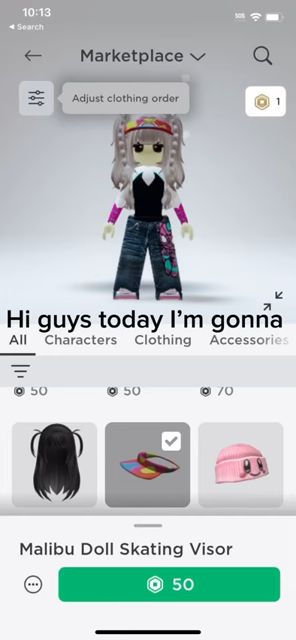 10:13
SOS
◄ Search
Marketplace
Adjust clothing order
1
Hi guys today I'm gonna
All Characters Clothing Accessories
50 50 70
Malibu Doll Skating Visor
50